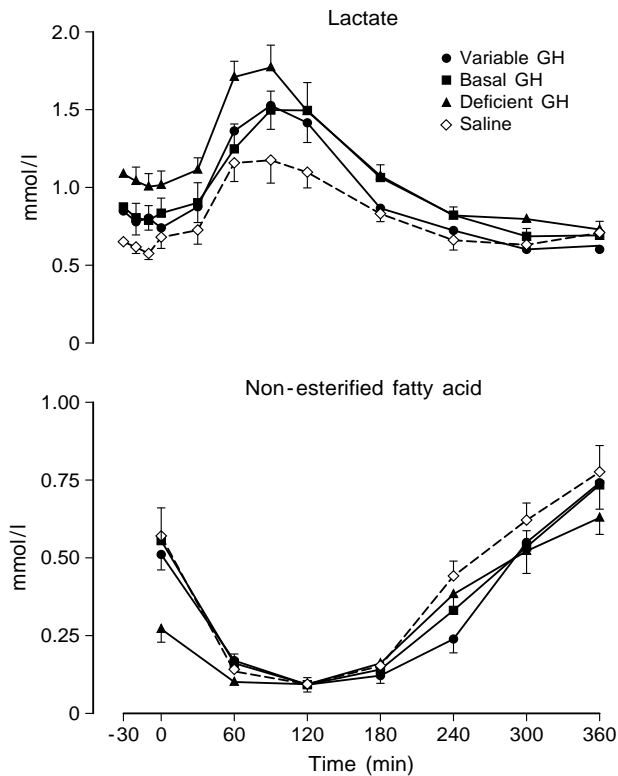 Lactate
2.0
1.5
1.0
0.5
0
mmol/l
Variable GH
Basal GH
Deficient GH
Saline
Non-esterified fatty acid
1.00
0.75
0.50
0.25
0
mmol/l
-30 0 60 120 180 240 300 360
Time (min)